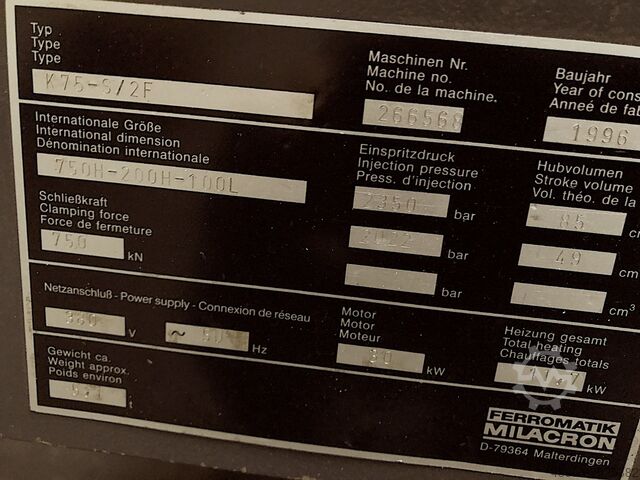 Typ
Type
Type
K75-S/2F
Maschinen Nr.
Machine no.
No. de la machine.
266568
Baujahr
Year of cons
Anneé de fab
1996
Internationale Größe
International dimension
Dénomination internationale
750H-200H-100L
Schließkraft
Clamping force
Force de fermeture
750 kN
Einspritzdruck
Injection pressure
Press. d'injection
2350 bar
2022 bar
bar
Hubvolumen
Stroke volume
Vol. théo. de la
85
49 cm
cm³
Netzanschluß - Power supply - Connexion de réseau
380 V ~ 50 Hz
Motor
Motor
Moteur
30 kW
Heizung gesamt
Total heating
Chauffages totals
kW
Gewicht ca.
Weight approx.
Poids environ
FERROMATIK
MILACRON
D-79364 Malterdingen